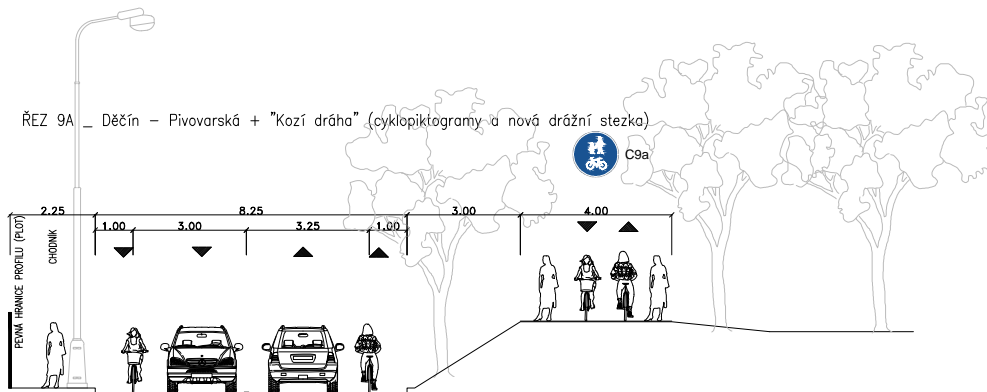 ŘEZ 9A _ Děčín – Pivovarská + "Kozí dráha" (cyklopiktogramy a nová drážní stezka)
C9a
2.25
8.25
3.00
4.00
1.00
3.00
3.25
1.00
PEVNÁ HRANICE PROFILU (PLOT)
CHODNÍK